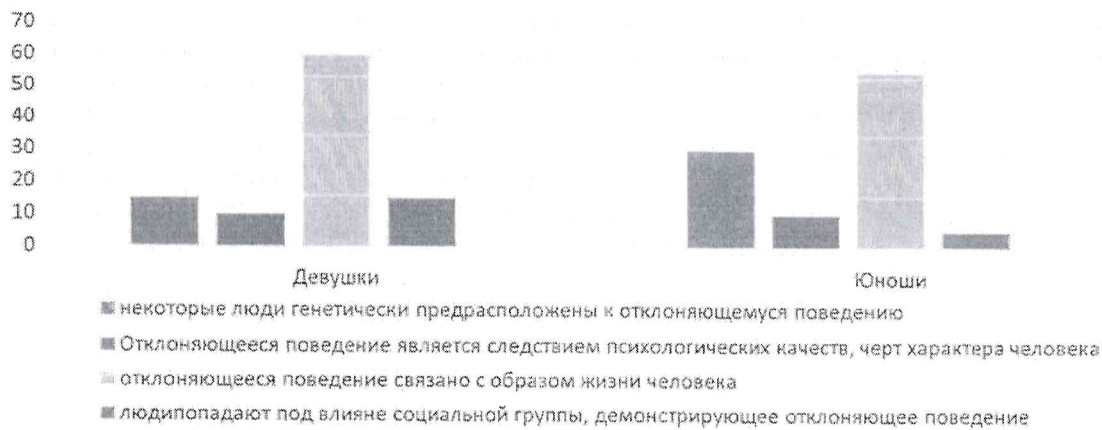 70
60
50
40
30
20
10
0
Девушки Юноши
некоторые люди генетически предрасположены к отклоняющемуся поведению
Отклоняющееся поведение является следствием психологических качеств, черт характера человека
отклоняющееся поведение связано с образом жизни человека
людипопадают под влияне социальной группы, демонстрирующее отклоняющее поведение